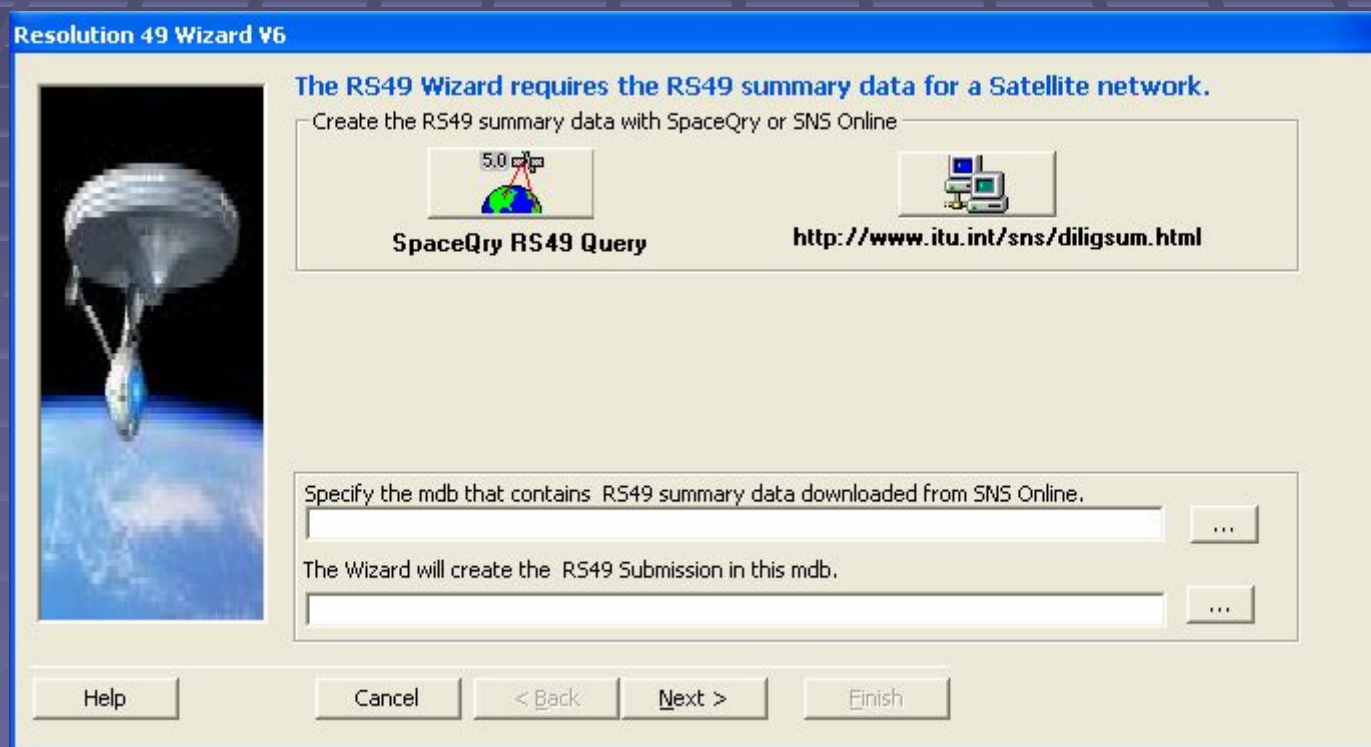 Resolution 49 Wizard V6
The RS49 Wizard requires the RS49 summary data for a Satellite network.
Create the RS49 summary data with SpaceQry or SNS Online
5.0
SpaceQry RS49 Query
http://www.itu.int/sns/diligsum.html
Specify the mdb that contains RS49 summary data downloaded from SNS Online.
...
The Wizard will create the RS49 Submission in this mdb.
...
Help Cancel < Back Next > Finish